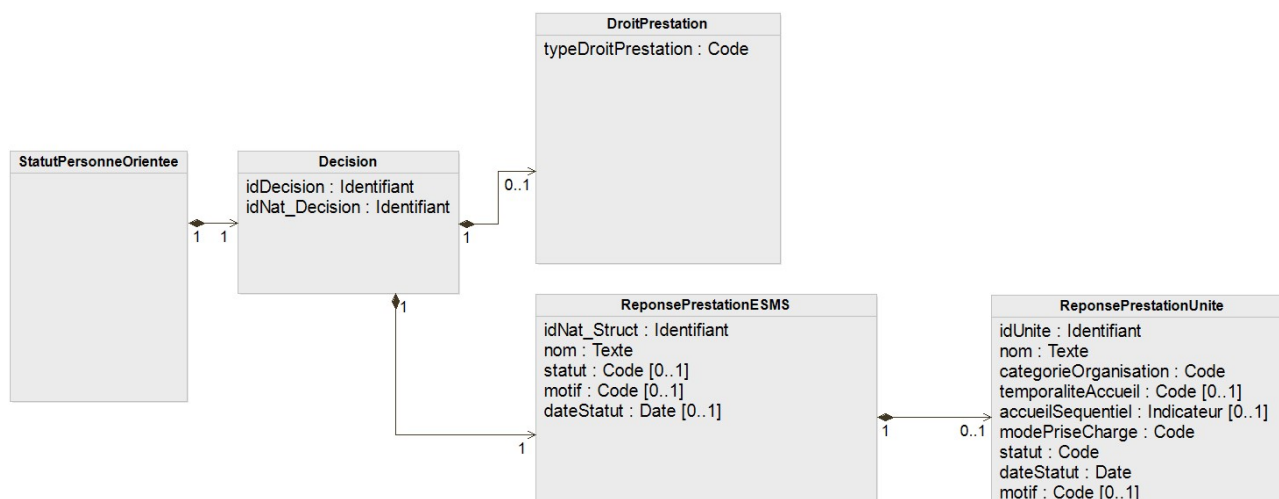 DroitPrestation
typeDroitPrestation : Code
StatutPersonneOrientee
Decision
idDecision : Identifiant
idNat_Decision : Identifiant
1
1
1
0..1
1
1
ReponsePrestationESMS
idNat_Struct : Identifiant
nom : Texte
statut : Code [0..1]
motif : Code [0..1]
dateStatut : Date [0..1]
1
0..1
ReponsePrestationUnite
idUnite : Identifiant
nom : Texte
categorieOrganisation : Code
temporaliteAccueil : Code [0..1]
accueilSequentiel : Indicateur [0..1]
modePriseCharge : Code
statut : Code
dateStatut : Date
motif : Code [0..1]